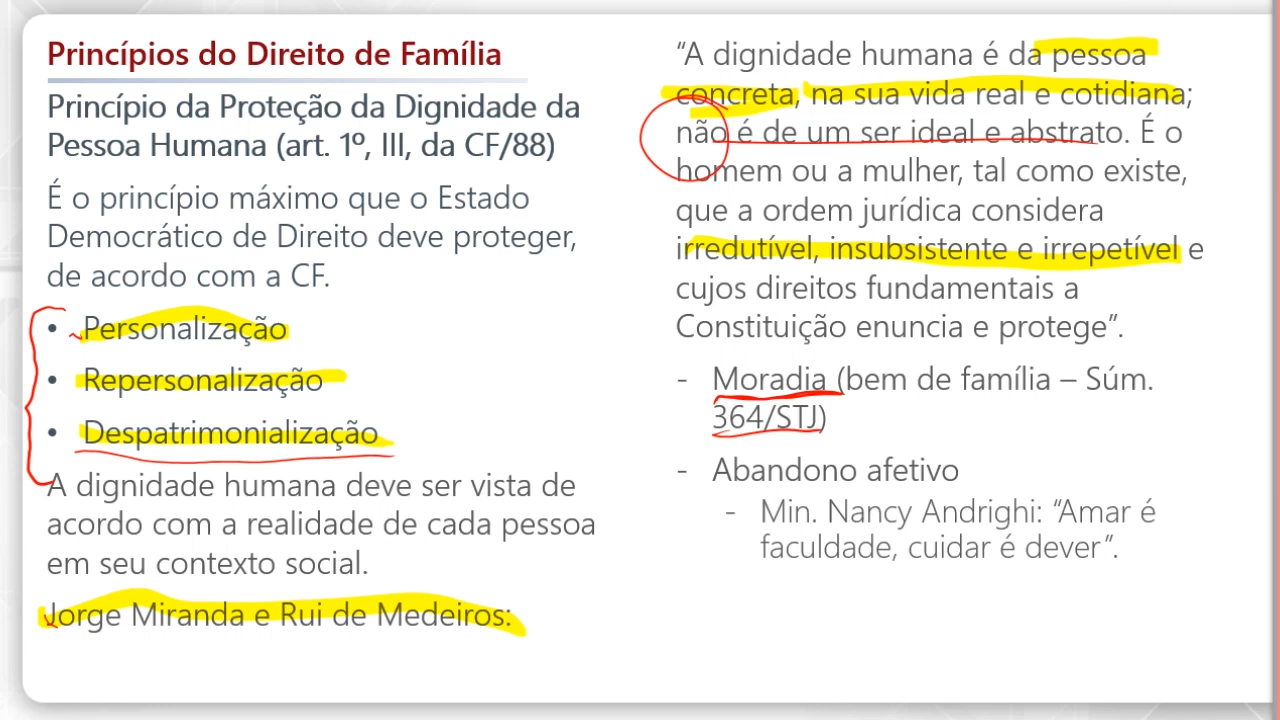 Princípios do Direito de Família
Princípio da Proteção da Dignidade da
Pessoa Humana (art. 1º, III, da CF/88)
É o princípio máximo que o Estado
Democrático de Direito deve proteger,
de acordo com a CF.
• Personalização
• Repersonalização
• Despatrimonialização
A dignidade humana deve ser vista de
acordo com a realidade de cada pessoa
em seu contexto social.
Jorge Miranda e Rui de Medeiros:
“A dignidade humana é da pessoa
concreta, na sua vida real e cotidiana;
não é de um ser ideal e abstrato. É o
homem ou a mulher, tal como existe,
que a ordem jurídica considera
irredutível, insubsistente e irrepetível e
cujos direitos fundamentais a
Constituição enuncia e protege”.
- Moradia (bem de família – Súm.
364/STJ)
- Abandono afetivo
- Min. Nancy Andrighi: “Amar é
faculdade, cuidar é dever”.